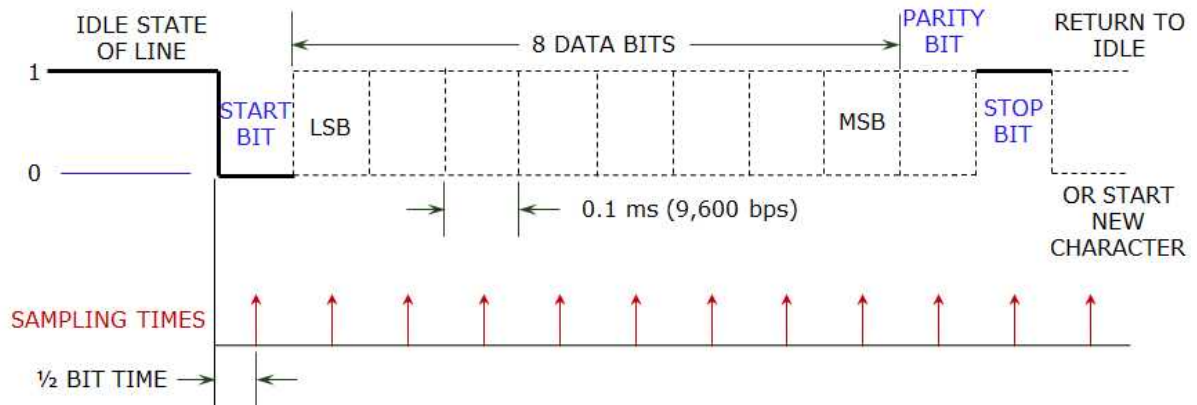 IDLE STATE
OF LINE
8 DATA BITS
PARITY
BIT
RETURN TO
IDLE
1
START
BIT
LSB
MSB
STOP
BIT
0
0.1 ms (9,600 bps)
OR START
NEW
CHARACTER
SAMPLING TIMES
½ BIT TIME